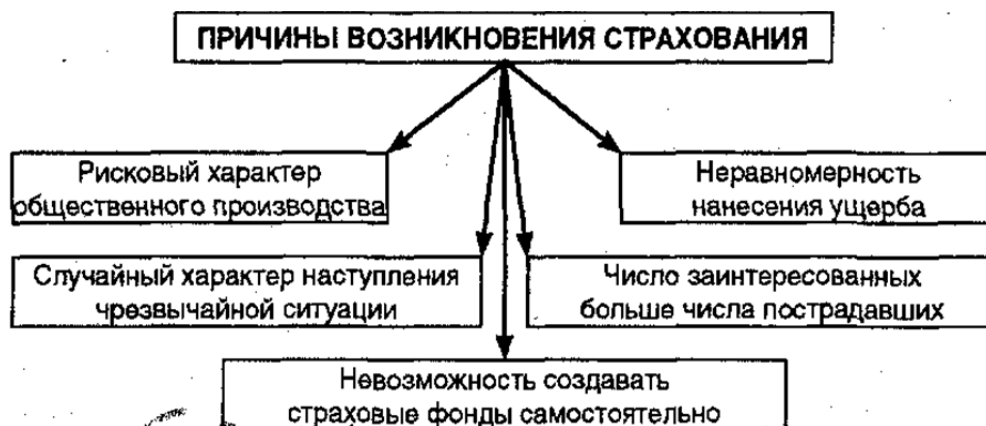 ПРИЧИНЫ ВОЗНИКНОВЕНИЯ СТРАХОВАНИЯ
Рисковый характер
общественного производства
Неравномерность
нанесения ущерба
Случайный характер наступления
чрезвычайной ситуации
Число заинтересованных
больше числа пострадавших
Невозможность создавать
страховые фонды самостоятельно